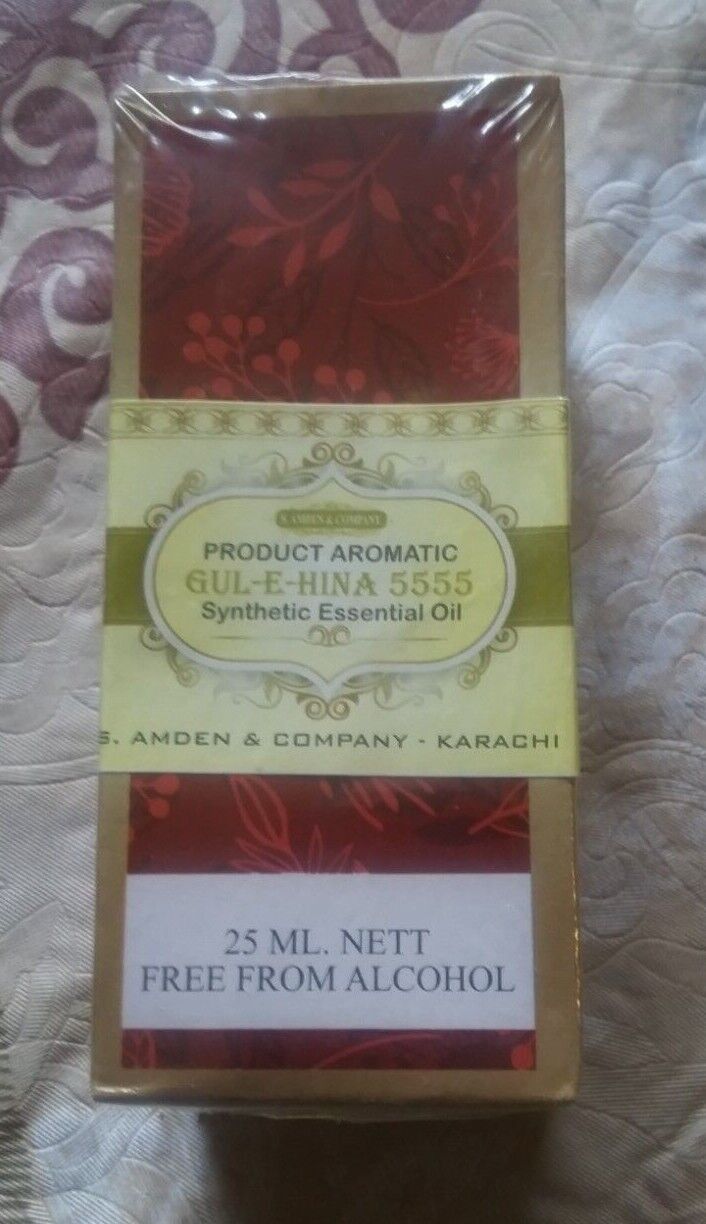 S. AMDEN & COMPANY
PRODUCT AROMATIC
GUL-E-HINA 5555
Synthetic Essential Oil
S. AMDEN & COMPANY - KARACHI
25 ML. NETT
FREE FROM ALCOHOL